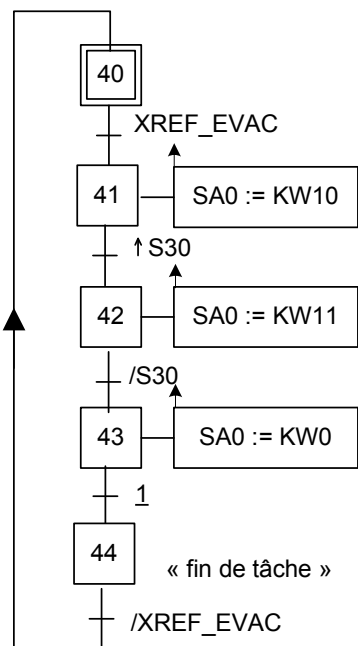 40
XREF_EVAC
41
SA0 := KW10
↑ S30
42
SA0 := KW11
/S30
43
SA0 := KW0
1
44
« fin de tâche »
/XREF_EVAC